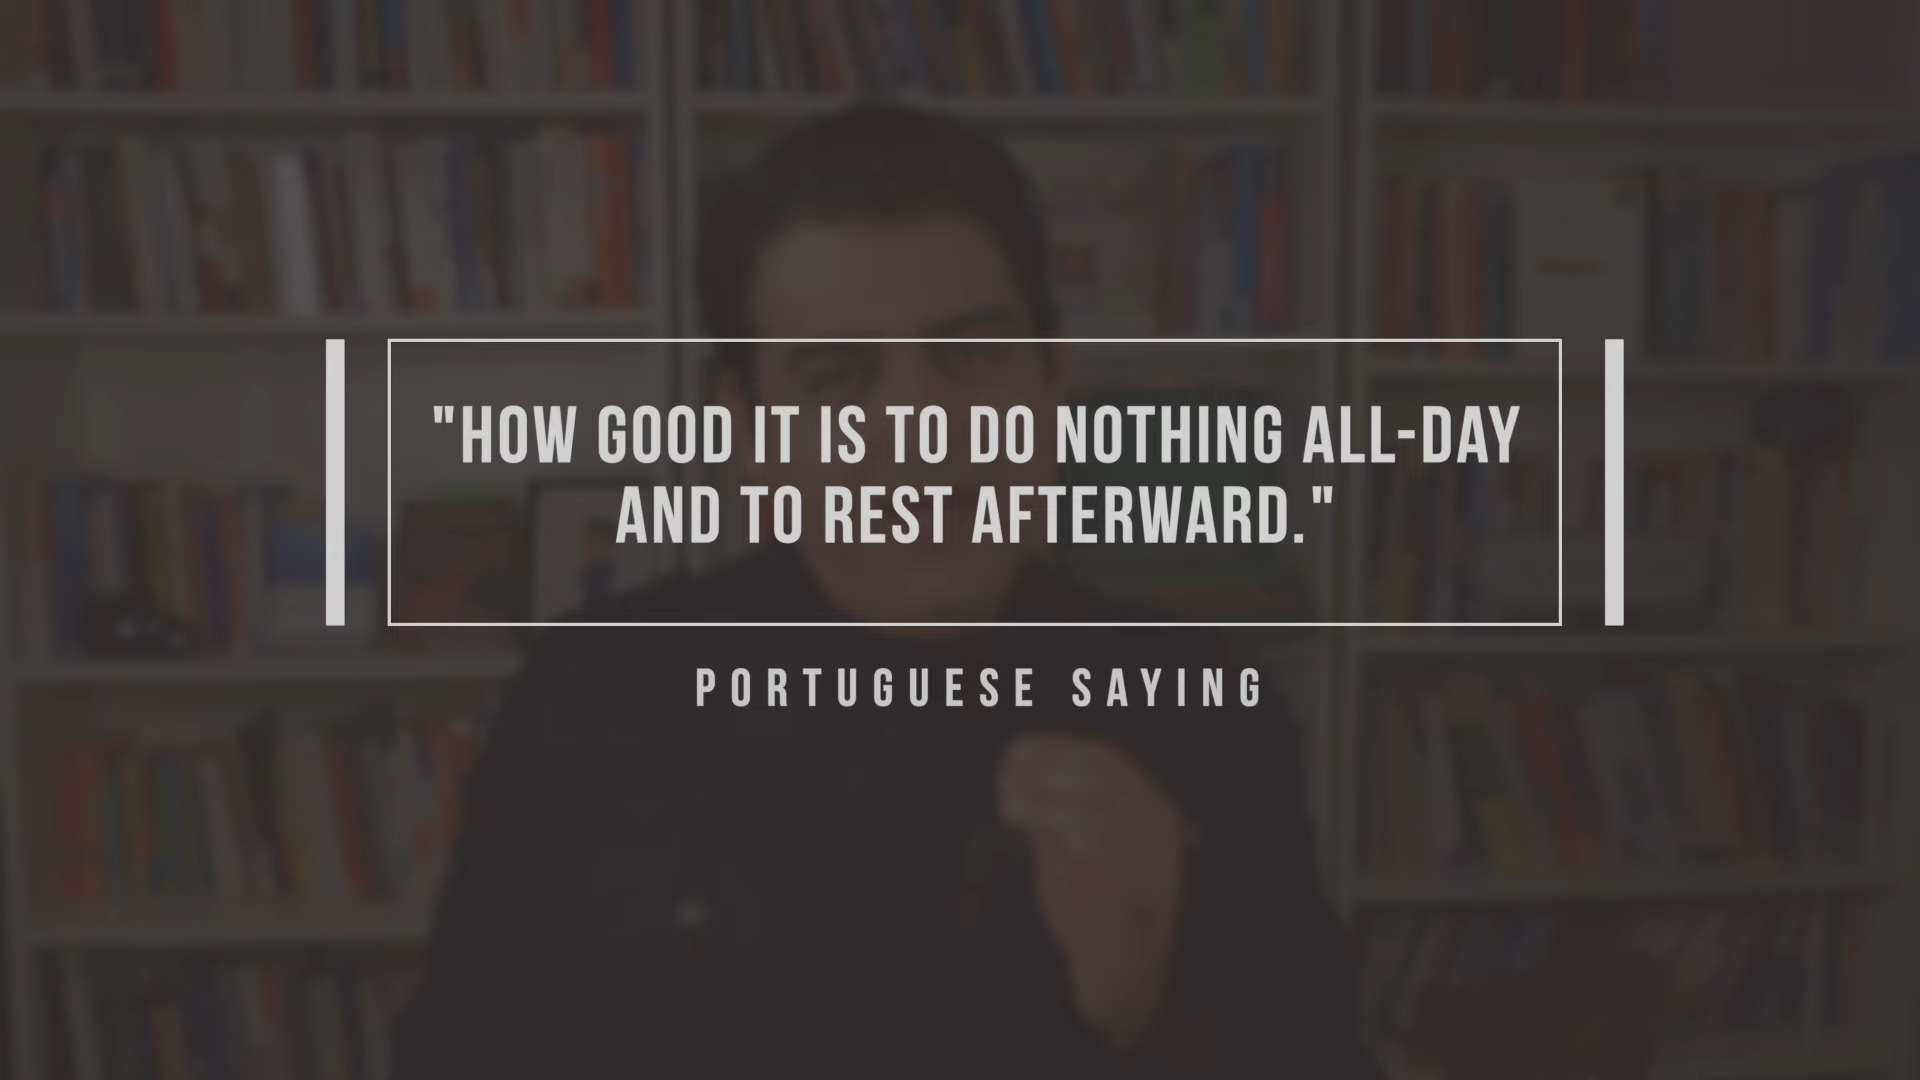 "HOW GOOD IT IS TO DO NOTHING ALL-DAY
AND TO REST AFTERWARD."
PORTUGUESE SAYING